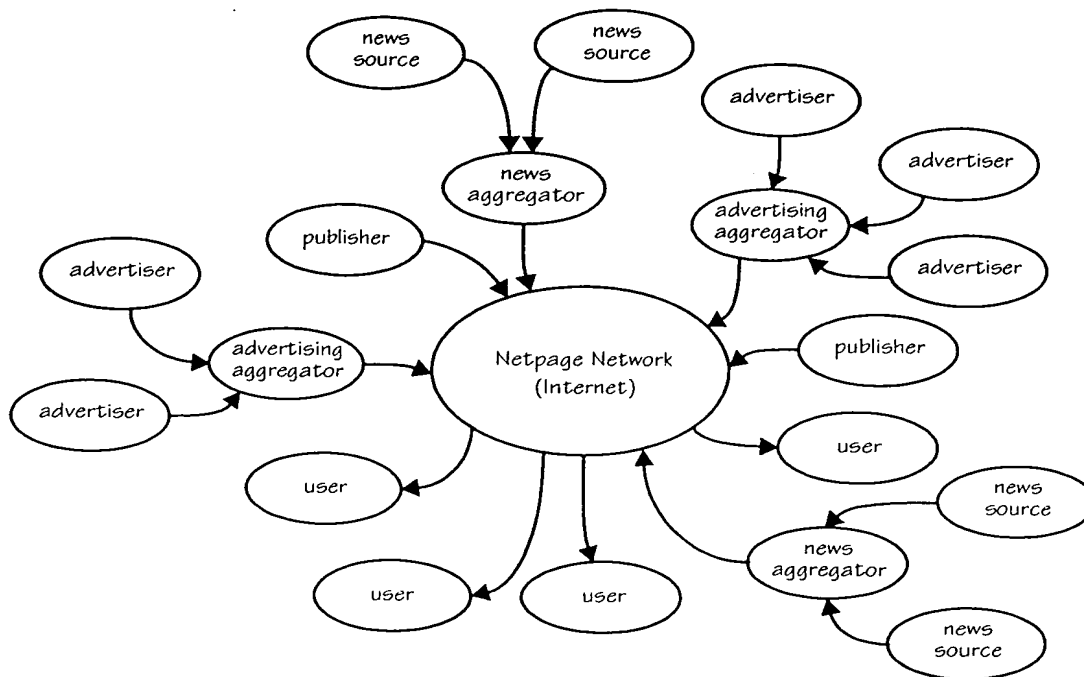 news
source
news
source
advertiser
advertiser
news
aggregator
advertising
aggregator
publisher
advertiser
advertiser
publisher
Netpage Network
(Internet)
advertising
aggregator
advertiser
user
user
news
source
news
aggregator
user
user
news
source